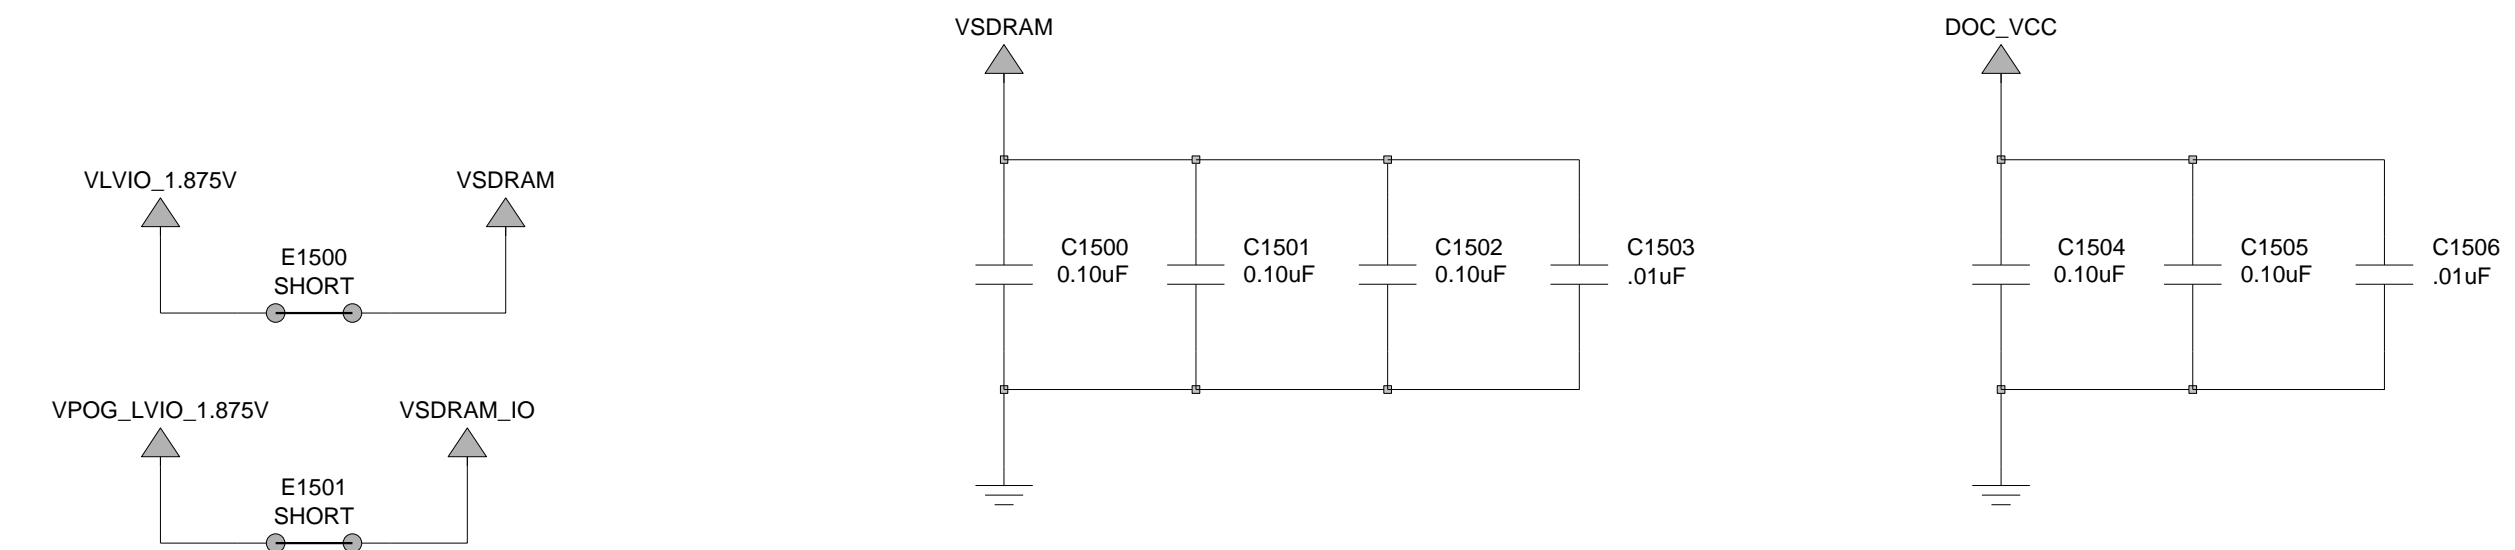 VSDRAM
DOC_VCC
VLVIO_1.875V
VSDRAM
E1500
SHORT
C1500
0.10uF
C1501
0.10uF
C1502
0.10uF
C1503
.01uF
C1504
0.10uF
C1505
0.10uF
C1506
.01uF
VPOG_LVIO_1.875V
VSDRAM_IO
E1501
SHORT